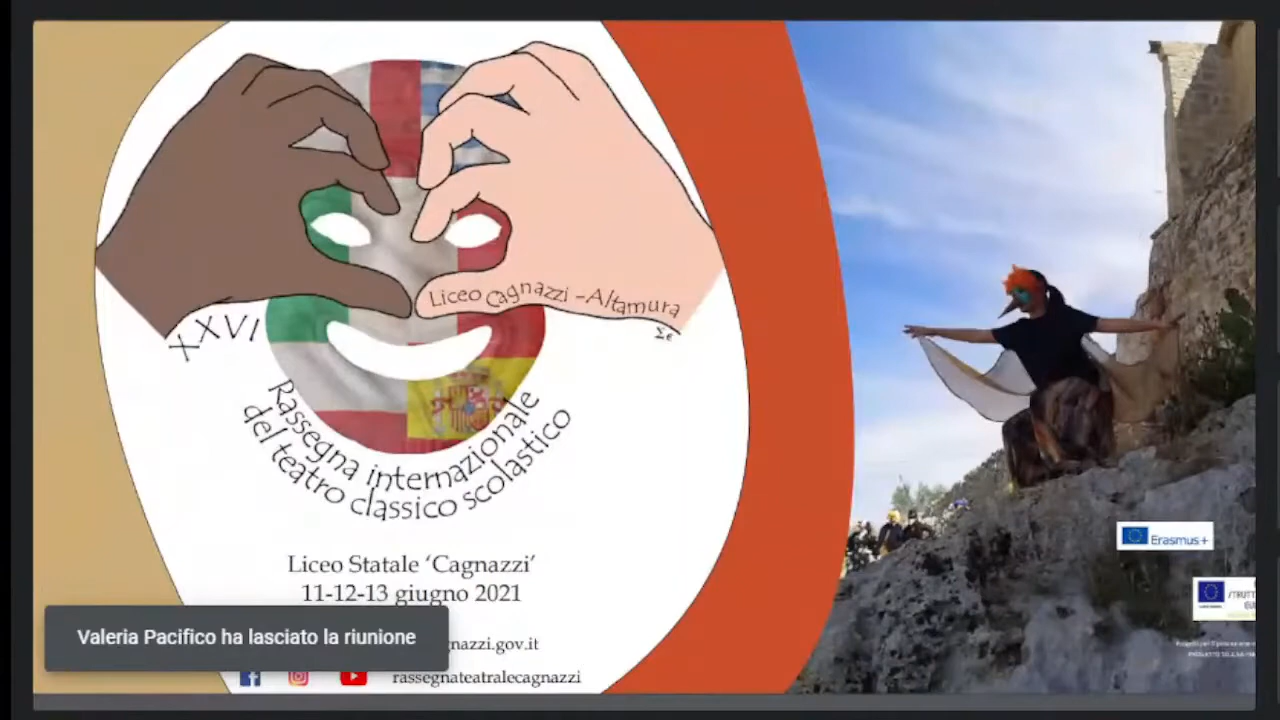 Liceo Cagnazzi -Altamura
Σε
XXVI
Rassegna internazionale
del teatro classico scolastico
Liceo Statale ‘Cagnazzi’
11-12-13 giugno 2021
Valeria Pacifico ha lasciato la riunione
gnazzi.gov.it
rassegnateatralecagnazzi
Erasmus+